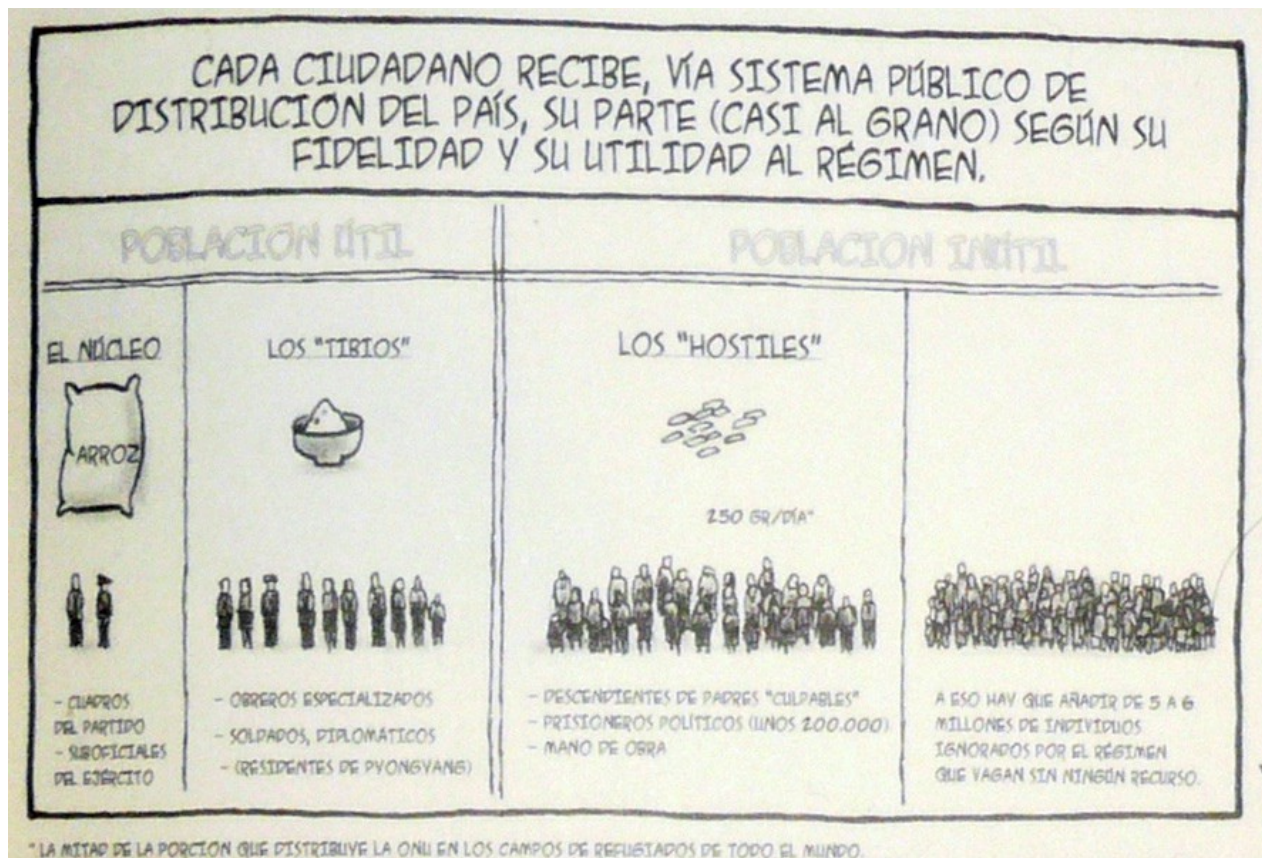 CADA CIUDADANO RECIBE, VÍA SISTEMA PÚBLICO DE
DISTRIBUCIÓN DEL PAÍS, SU PARTE (CASI AL GRANO) SEGÚN SU
FIDELIDAD Y SU UTILIDAD AL RÉGIMEN.
POBLACIÓN ÚTIL
POBLACIÓN INÚTIL
EL NÚCLEO
ARROZ
- CUADROS
DEL PARTIDO
- SUBOFICIALES
DEL EJÉRCITO
LOS "TIBIOS"
- OBREROS ESPECIALIZADOS
- SOLDADOS, DIPLOMÁTICOS
- (RESIDENTES DE PYONGYANG)
LOS "HOSTILES"
250 GR/DÍA*
- DESCENDIENTES DE PADRES "CULPABLES"
- PRISIONEROS POLÍTICOS (UNOS 200.000)
- MANO DE OBRA
A ESO HAY QUE AÑADIR DE 5 A 6
MILLONES DE INDIVIDUOS
IGNORADOS POR EL RÉGIMEN
QUE VAGAN SIN NINGÚN RECURSO.
* LA MITAD DE LA PORCIÓN QUE DISTRIBUYE LA ONU EN LOS CAMPOS DE REFUGIADOS DE TODO EL MUNDO.